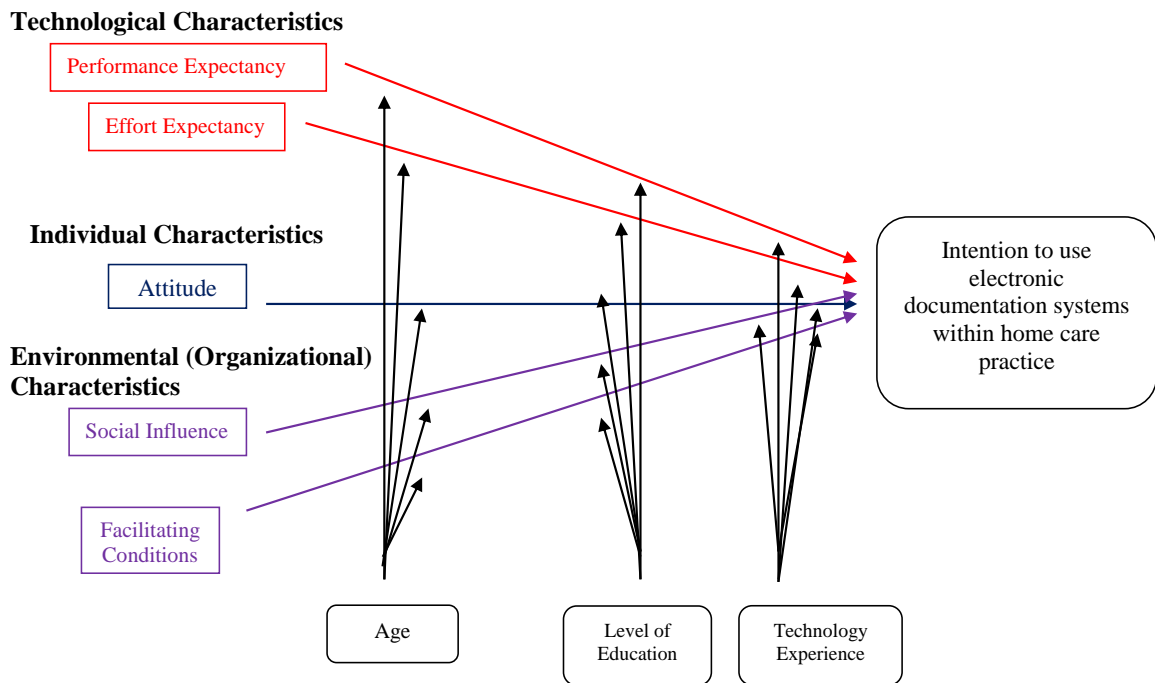 Technological Characteristics
Performance Expectancy
Effort Expectancy
Individual Characteristics
Attitude
Environmental (Organizational)
Characteristics
Social Influence
Facilitating
Conditions
Intention to use
electronic
documentation systems
within home care
practice
Age
Level of
Education
Technology
Experience